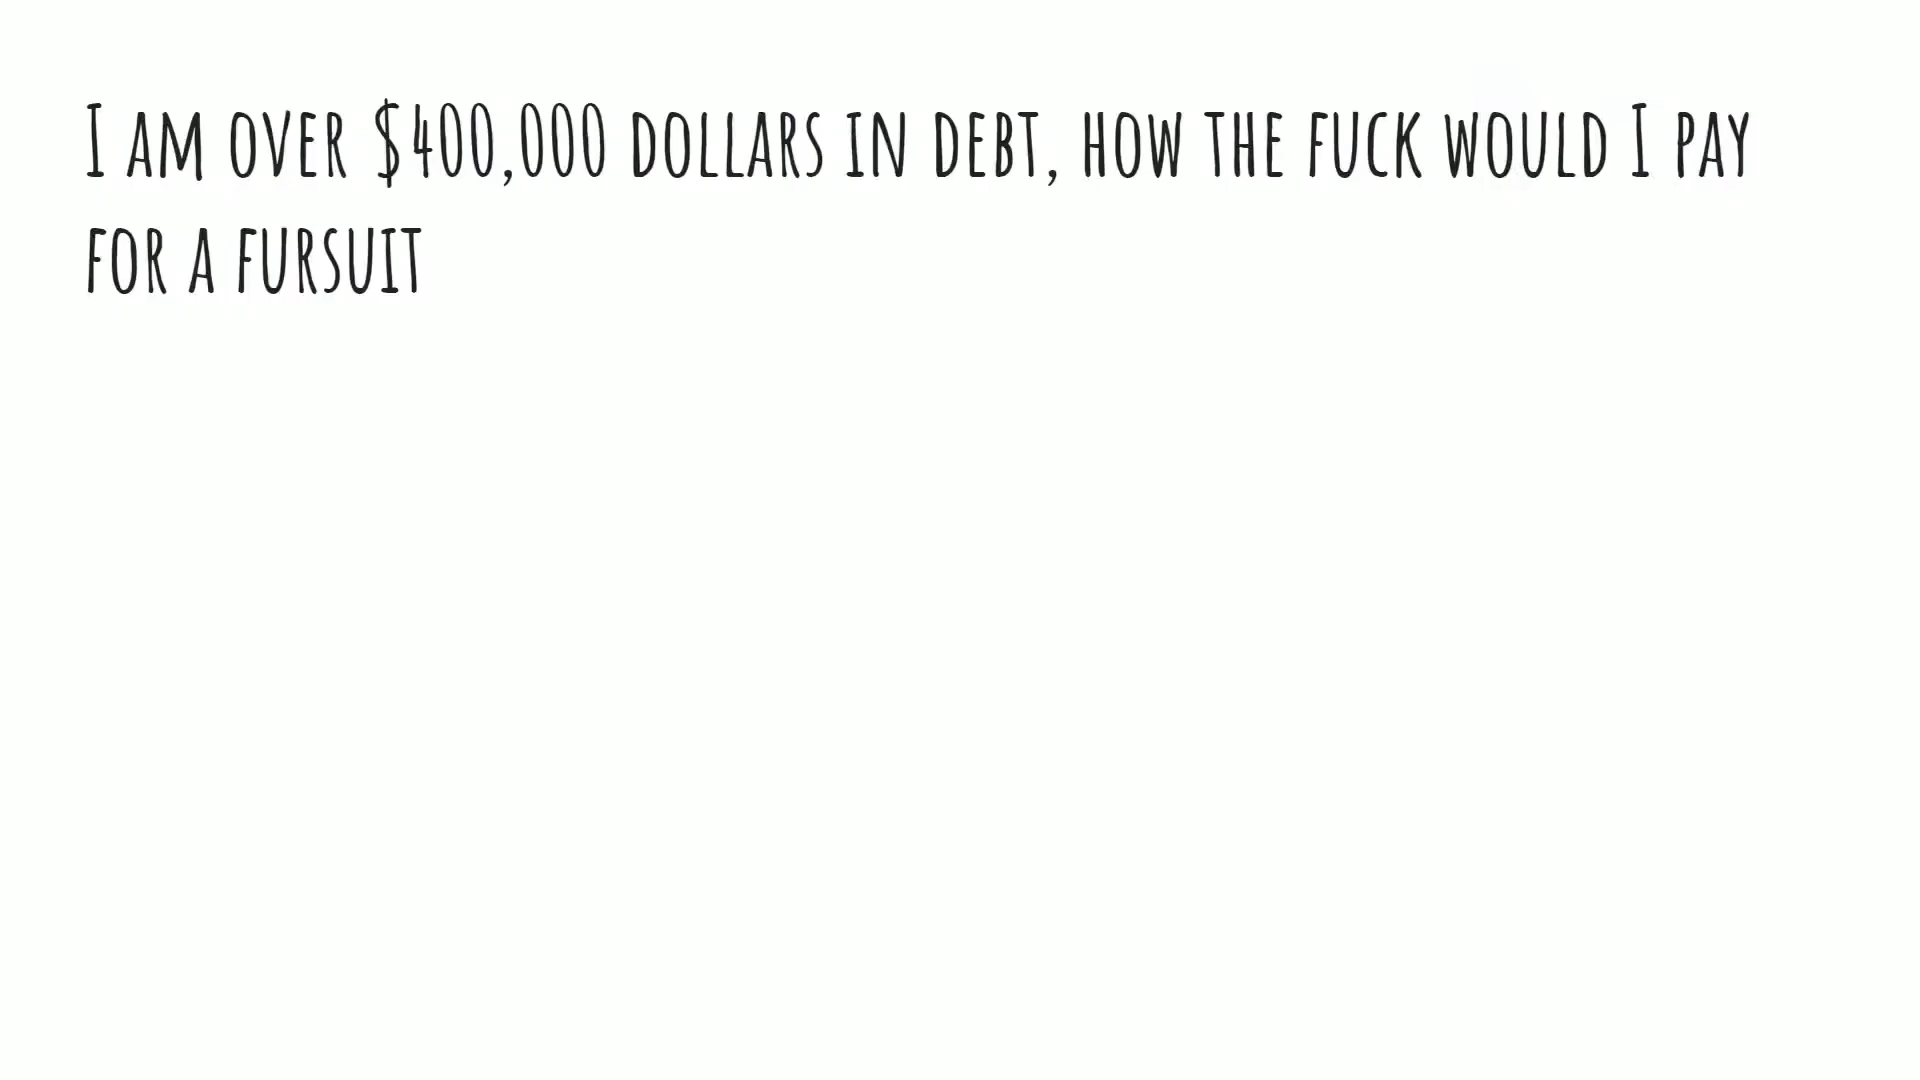 I am over $400,000 dollars in debt, how the fuck would I pay
for a fursuit